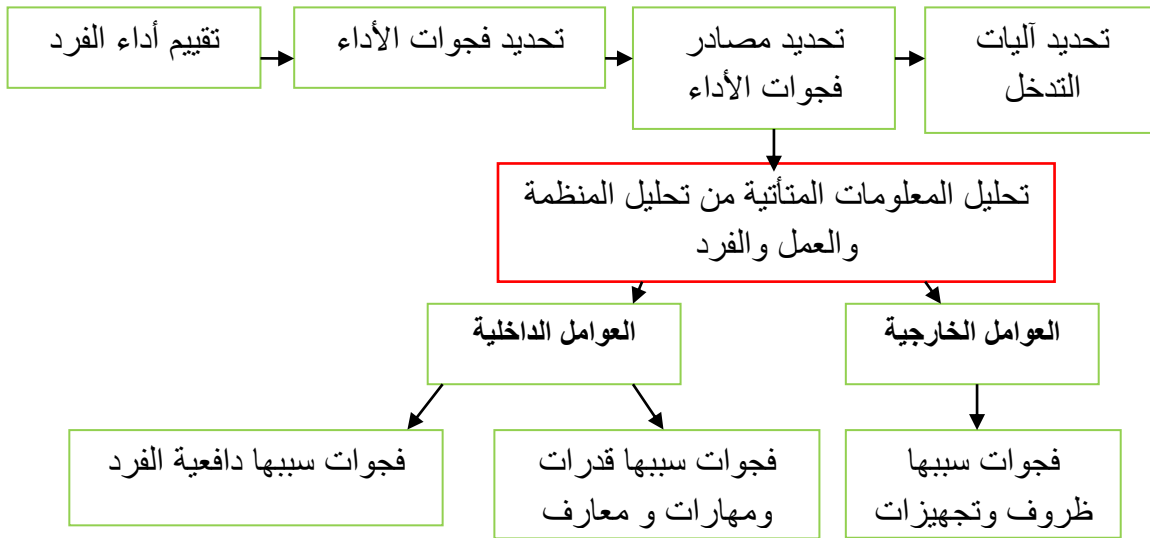 تقييم أداء الفرد
تحديد فجوات الأداء
تحديد مصادر
فجوات الأداء
تحديد آليات
التدخل
تحليل المعلومات المتأتية من تحليل المنظمة
والعمل والفرد
العوامل الداخلية
العوامل الخارجية
فجوات سببها دافعية الفرد
فجوات سببها قدرات
ومهارات و معارف
فجوات سببها
ظروف وتجهيزات